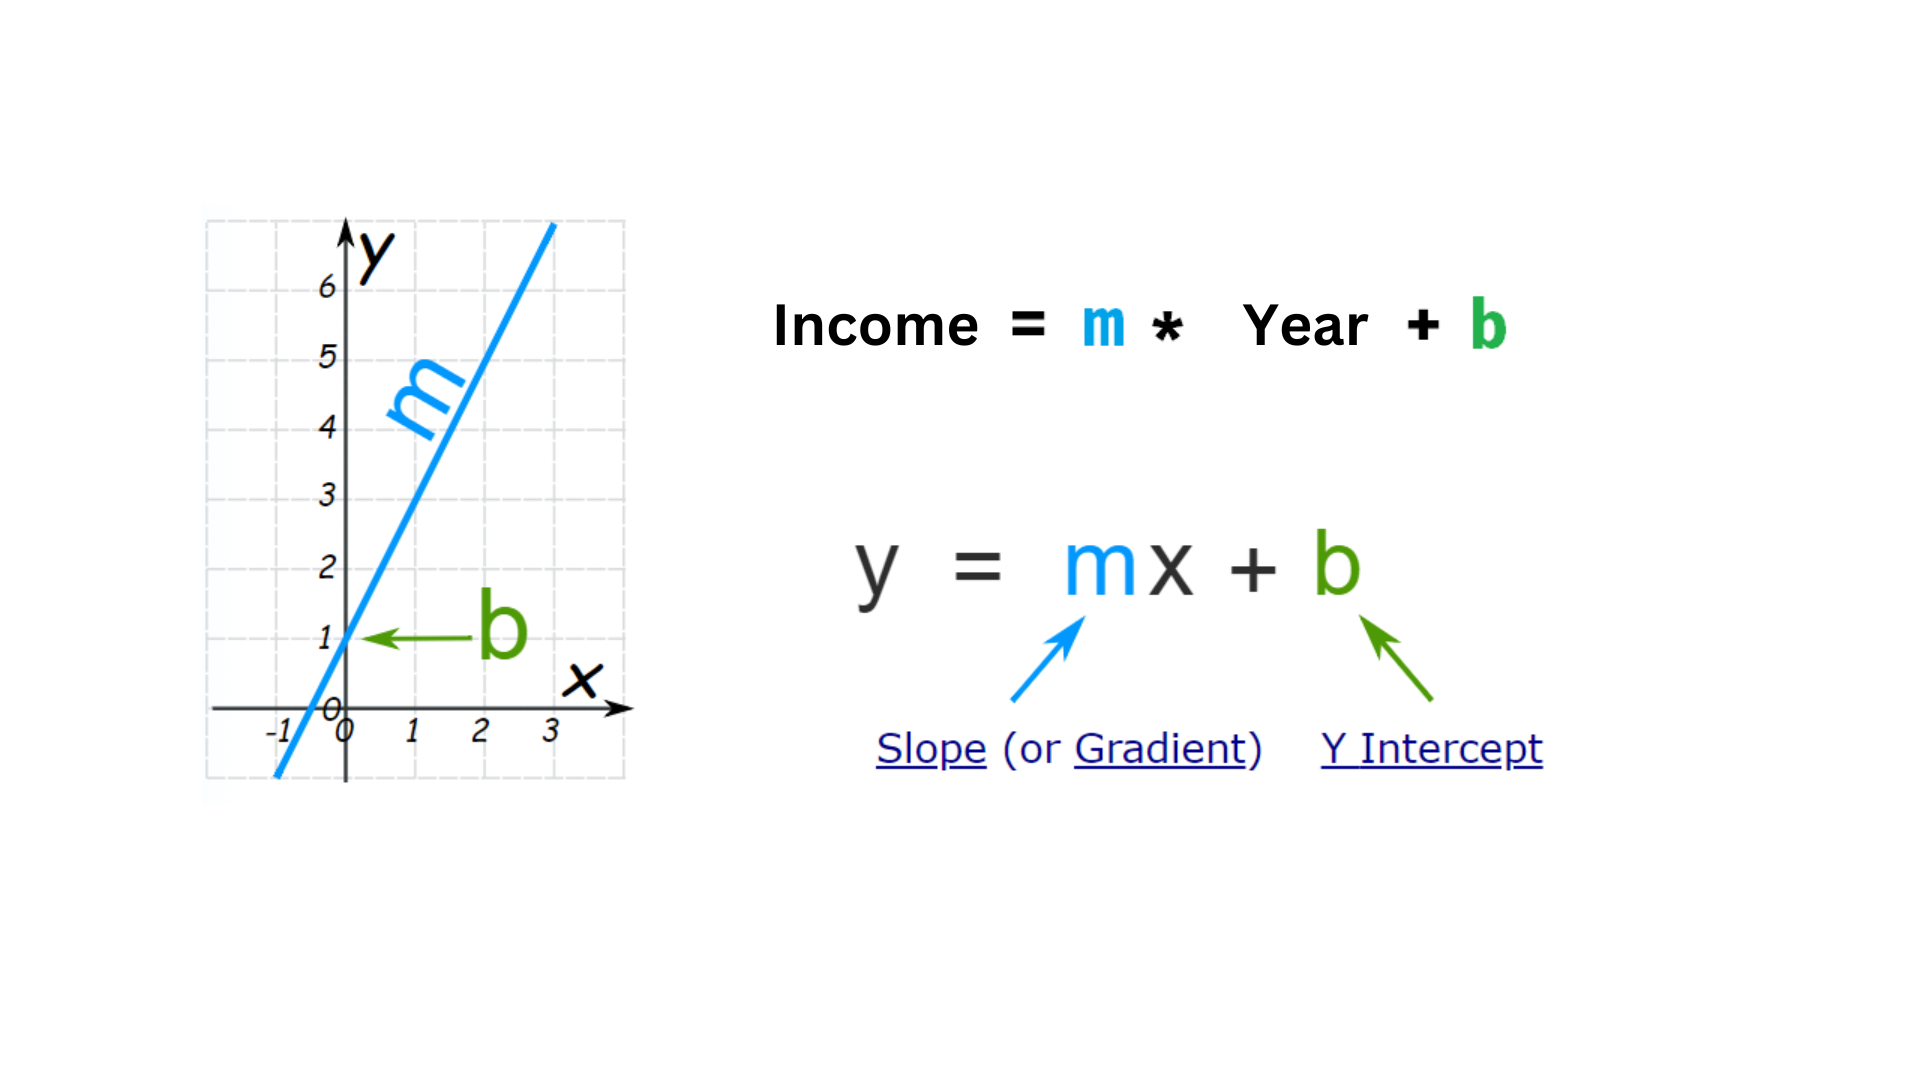 y
6
5
4
3
2
1
0
-1 0 1 2 3
m
b
x
Income = m * Year + b
y = mx + b
Slope (or Gradient) Y Intercept